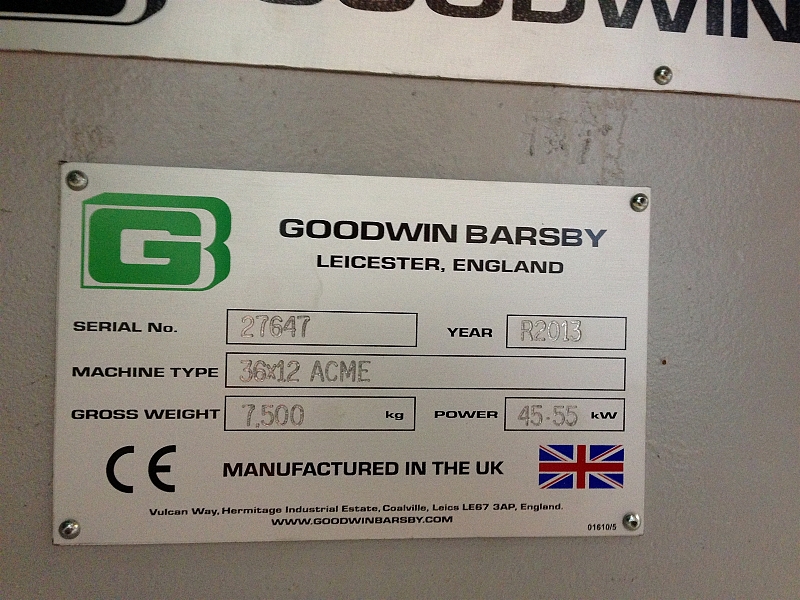 GOODWIN
GB
GOODWIN BARSBY
LEICESTER, ENGLAND
SERIAL No. 27647 YEAR R2013
MACHINE TYPE 36x12 ACME
GROSS WEIGHT 7,500 kg POWER 45-55 kW
CE MANUFACTURED IN THE UK
Vulcan Way, Hermitage Industrial Estate, Coalville, Leics LE67 3AP, England.
WWW.GOODWINBARSBY.COM
01610/5